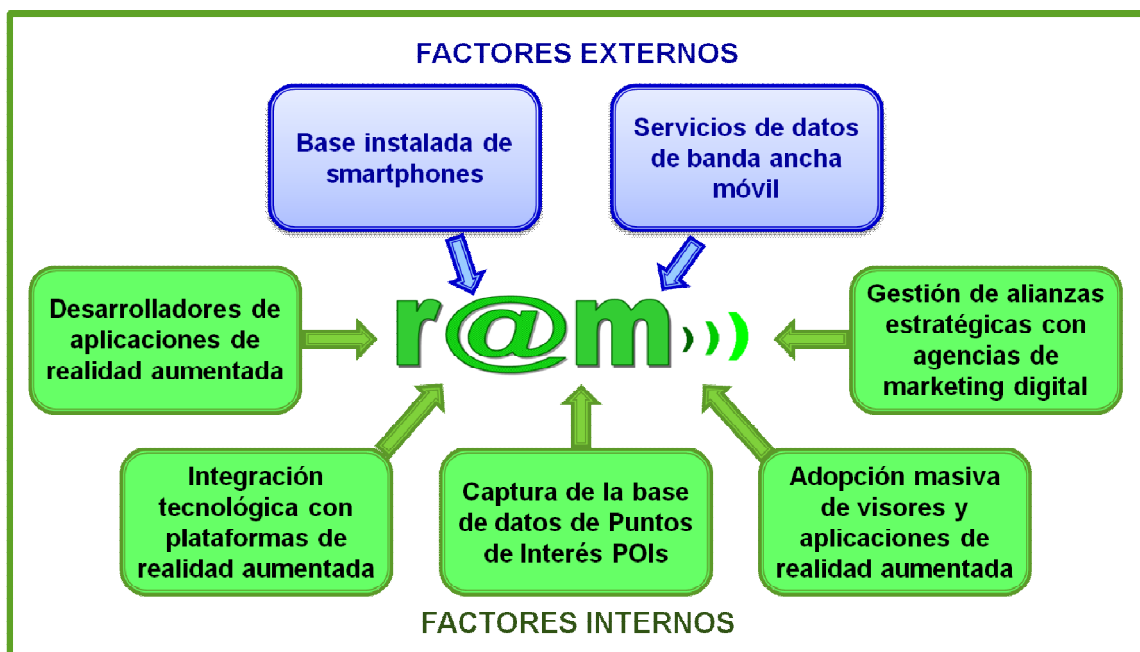 FACTORES EXTERNOS
Base instalada de
smartphones
Servicios de datos
de banda ancha
móvil
Desarrolladores de
aplicaciones de
realidad aumentada
r@m
Gestión de alianzas
estratégicas con
agencias de
marketing digital
Integración
tecnológica con
plataformas de
realidad aumentada
Captura de la base
de datos de Puntos
de Interés POIs
Adopción masiva
de visores y
aplicaciones de
realidad aumentada
FACTORES INTERNOS